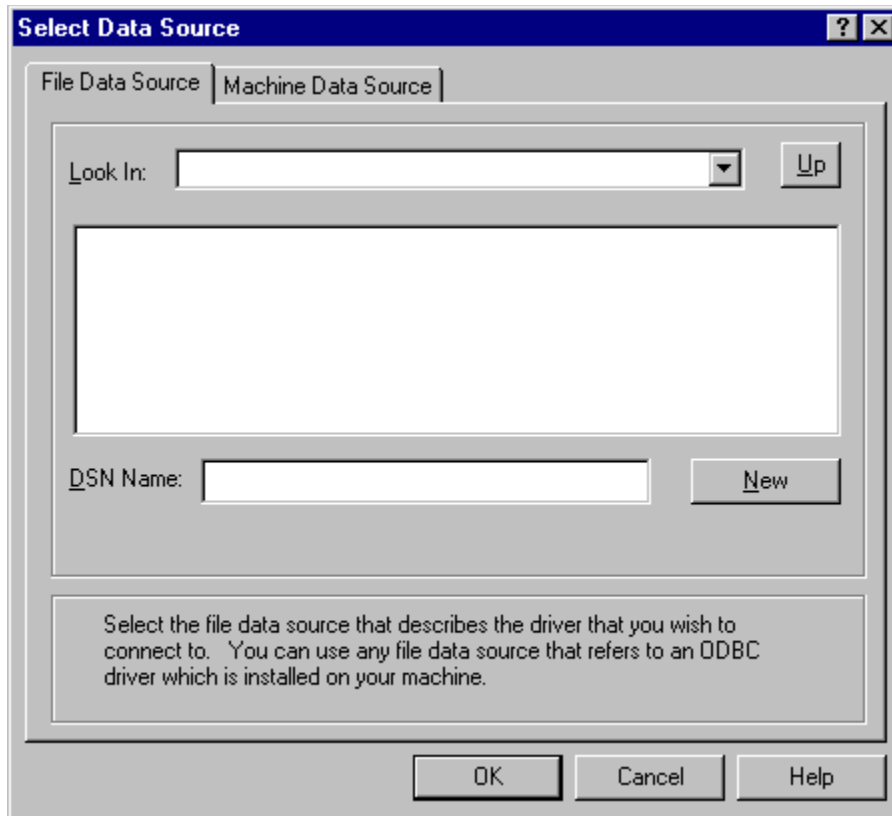 Select Data Source
File Data Source Machine Data Source
Look In: Up
DSN Name: New
Select the file data source that describes the driver that you wish to
connect to. You can use any file data source that refers to an ODBC
driver which is installed on your machine.
OK Cancel Help